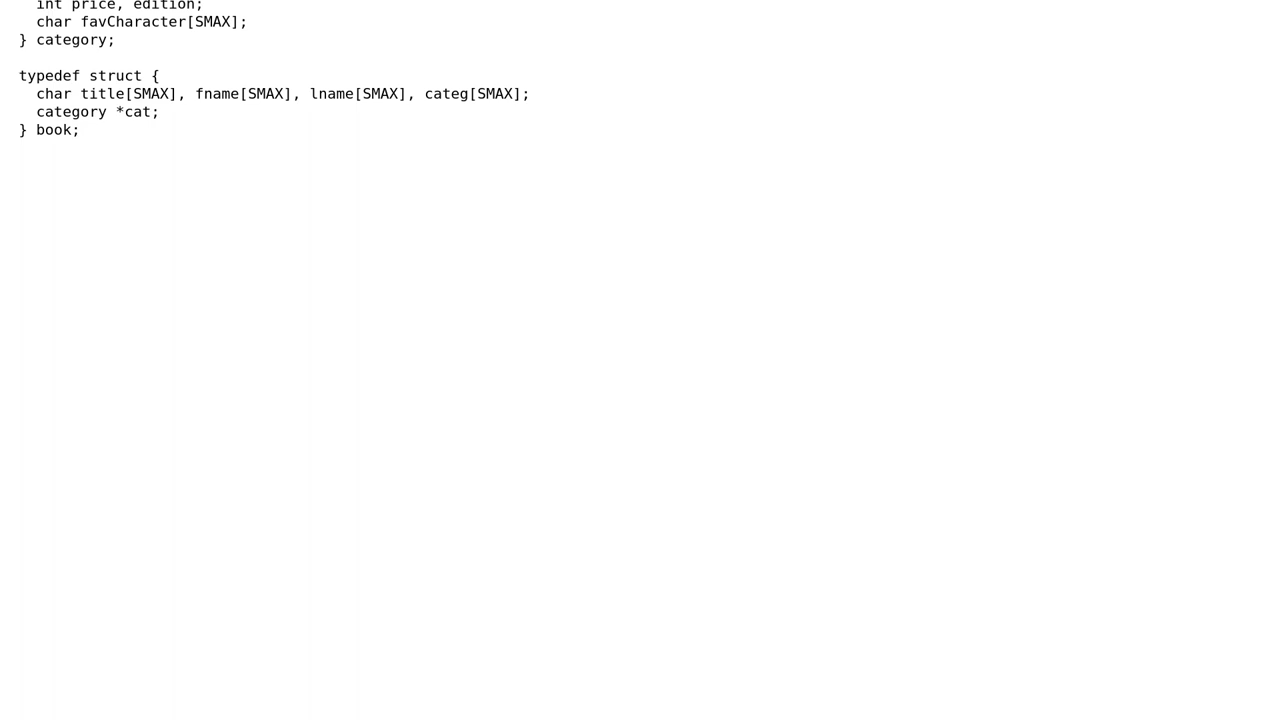 int price, edition;
char favCharacter[SMAX];
} category;
typedef struct {
char title[SMAX], fname[SMAX], lname[SMAX], categ[SMAX];
category *cat;
} book;